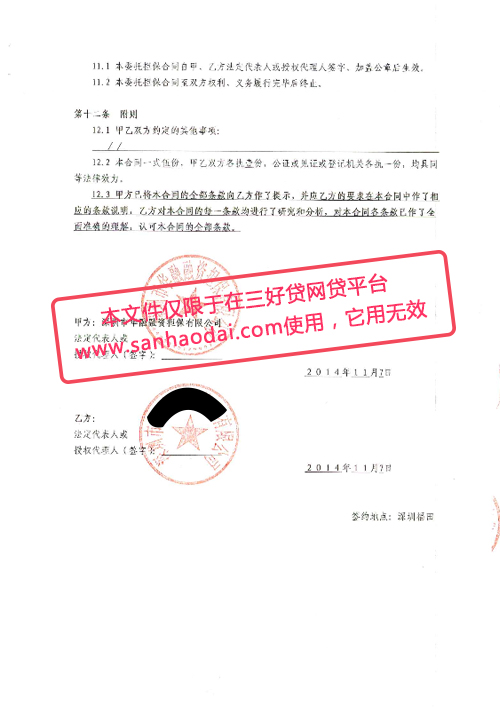 11.1 本委托担保合同自甲、乙方法定代表人或授权代理人签字、加盖公章后生效。
11.2 本委托担保合同至双方权利、义务履行完毕后终止。
第十二条 附则
12.1 甲乙双方约定的其他事项:
//
12.2 本合同一式伍份，甲乙双方各执壹份，公证或见证或登记机关各执一份，均具同
等法律效力。
12.3 甲方已将本合同的全部条款向乙方作了提示，并应乙方的要求在本合同中作了相
应的条款说明，乙方对本合同的每一条款均进行了研究和分析，对本合同各条款已作了全
面准确的理解，认可本合同的全部条款。
本文件仅限于在三好贷网贷平台
www.sanhaodai.com使用，它用无效
甲方: 深圳市华融融资担保有限公司
法定代表人或
授权代理人（签字）:
2014年11月7日
乙方:
法定代表人或
授权代理人（签字）:
有限公司
2014年11月7日
签约地点: 深圳福田